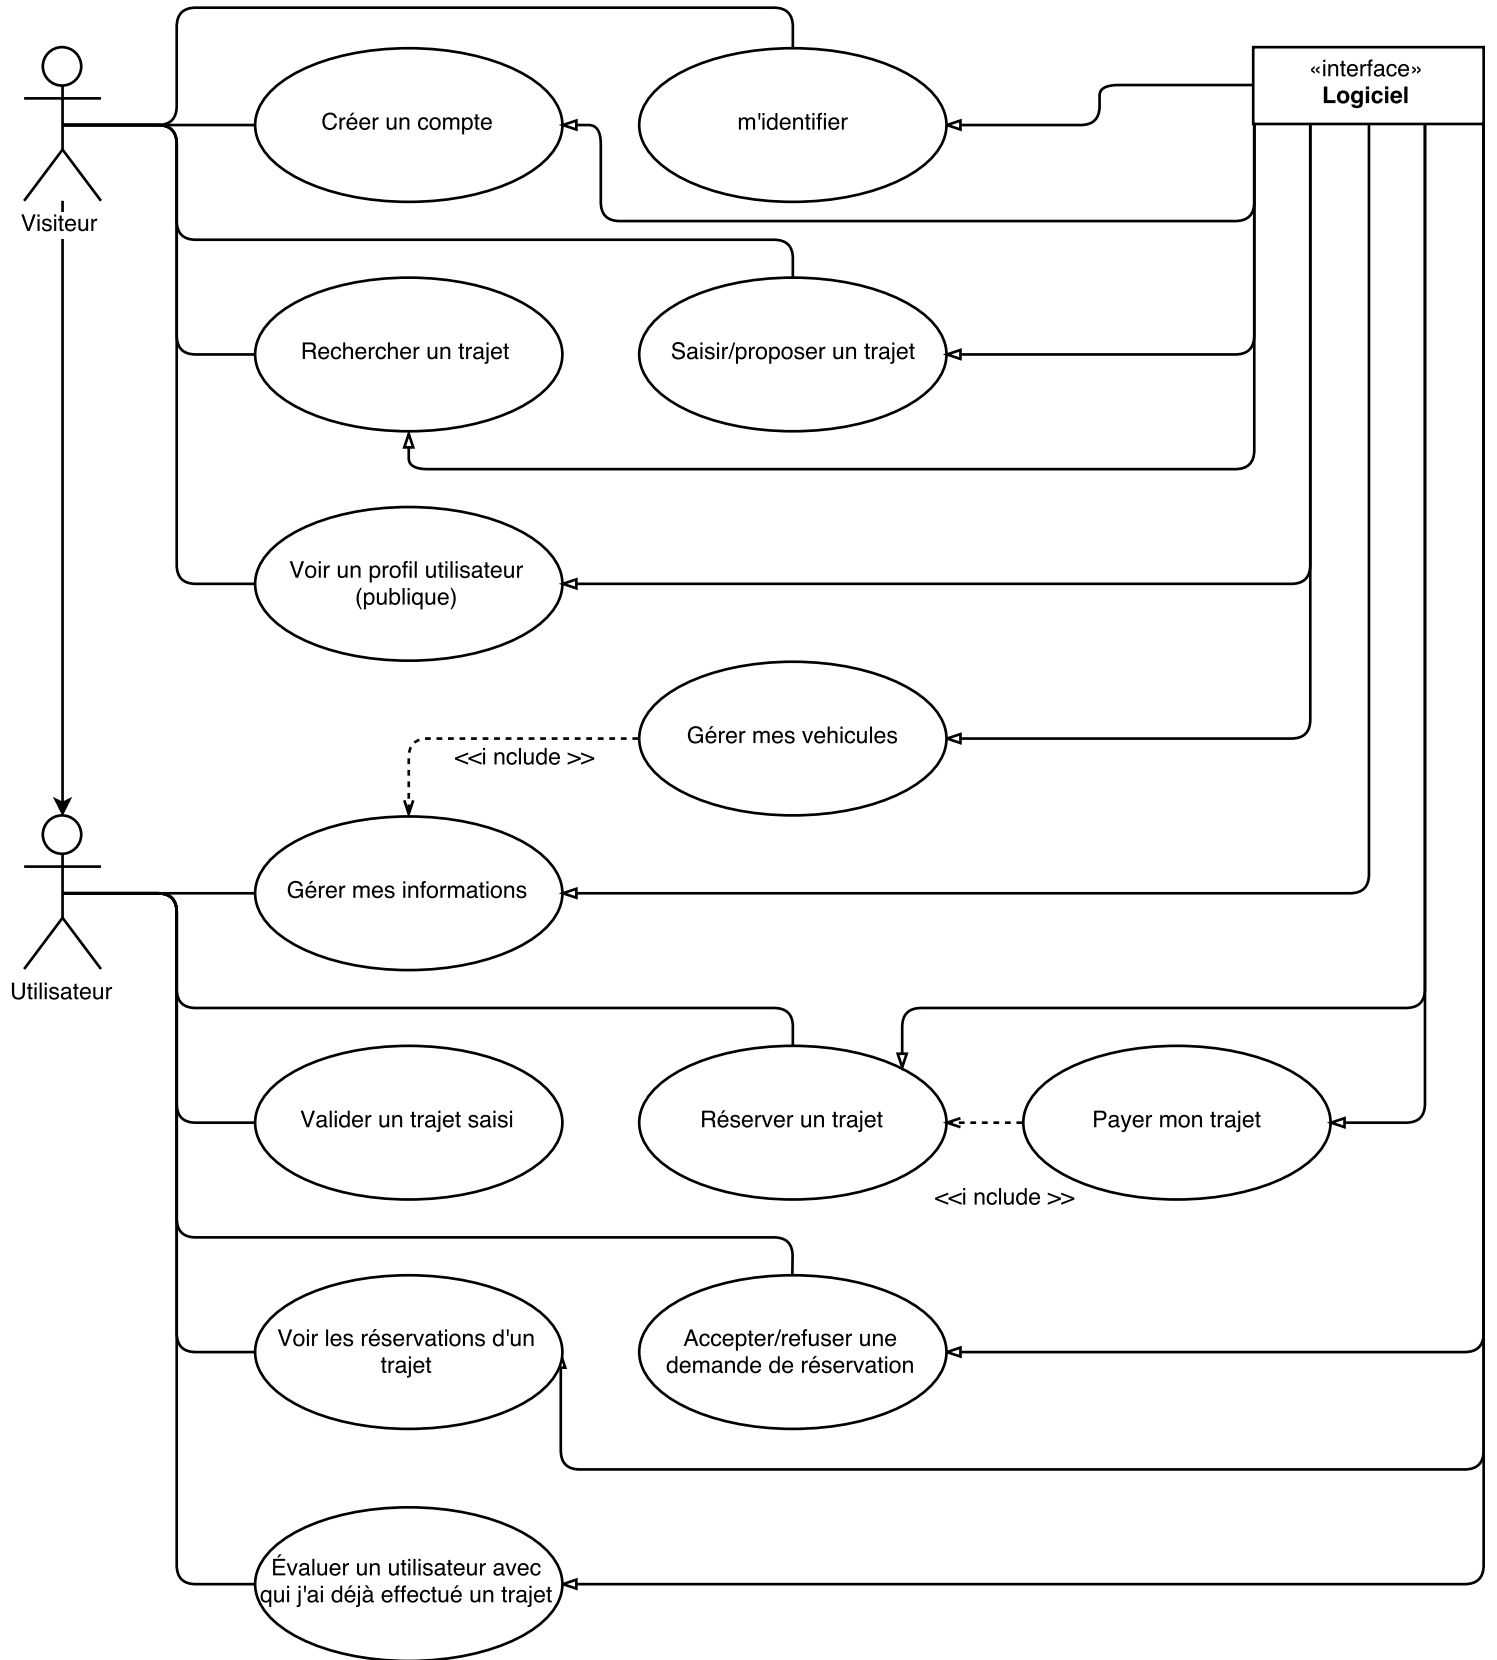 «interface»
Logiciel
Créer un compte
m'identifier
Visiteur
Rechercher un trajet
Saisir/proposer un trajet
Voir un profil utilisateur
(publique)
Gérer mes vehicules
<<i nclude >>
Gérer mes informations
Utilisateur
Valider un trajet saisi
Réserver un trajet
Payer mon trajet
<<i nclude >>
Voir les réservations d'un
trajet
Accepter/refuser une
demande de réservation
Évaluer un utilisateur avec
qui j'ai déjà effectué un trajet